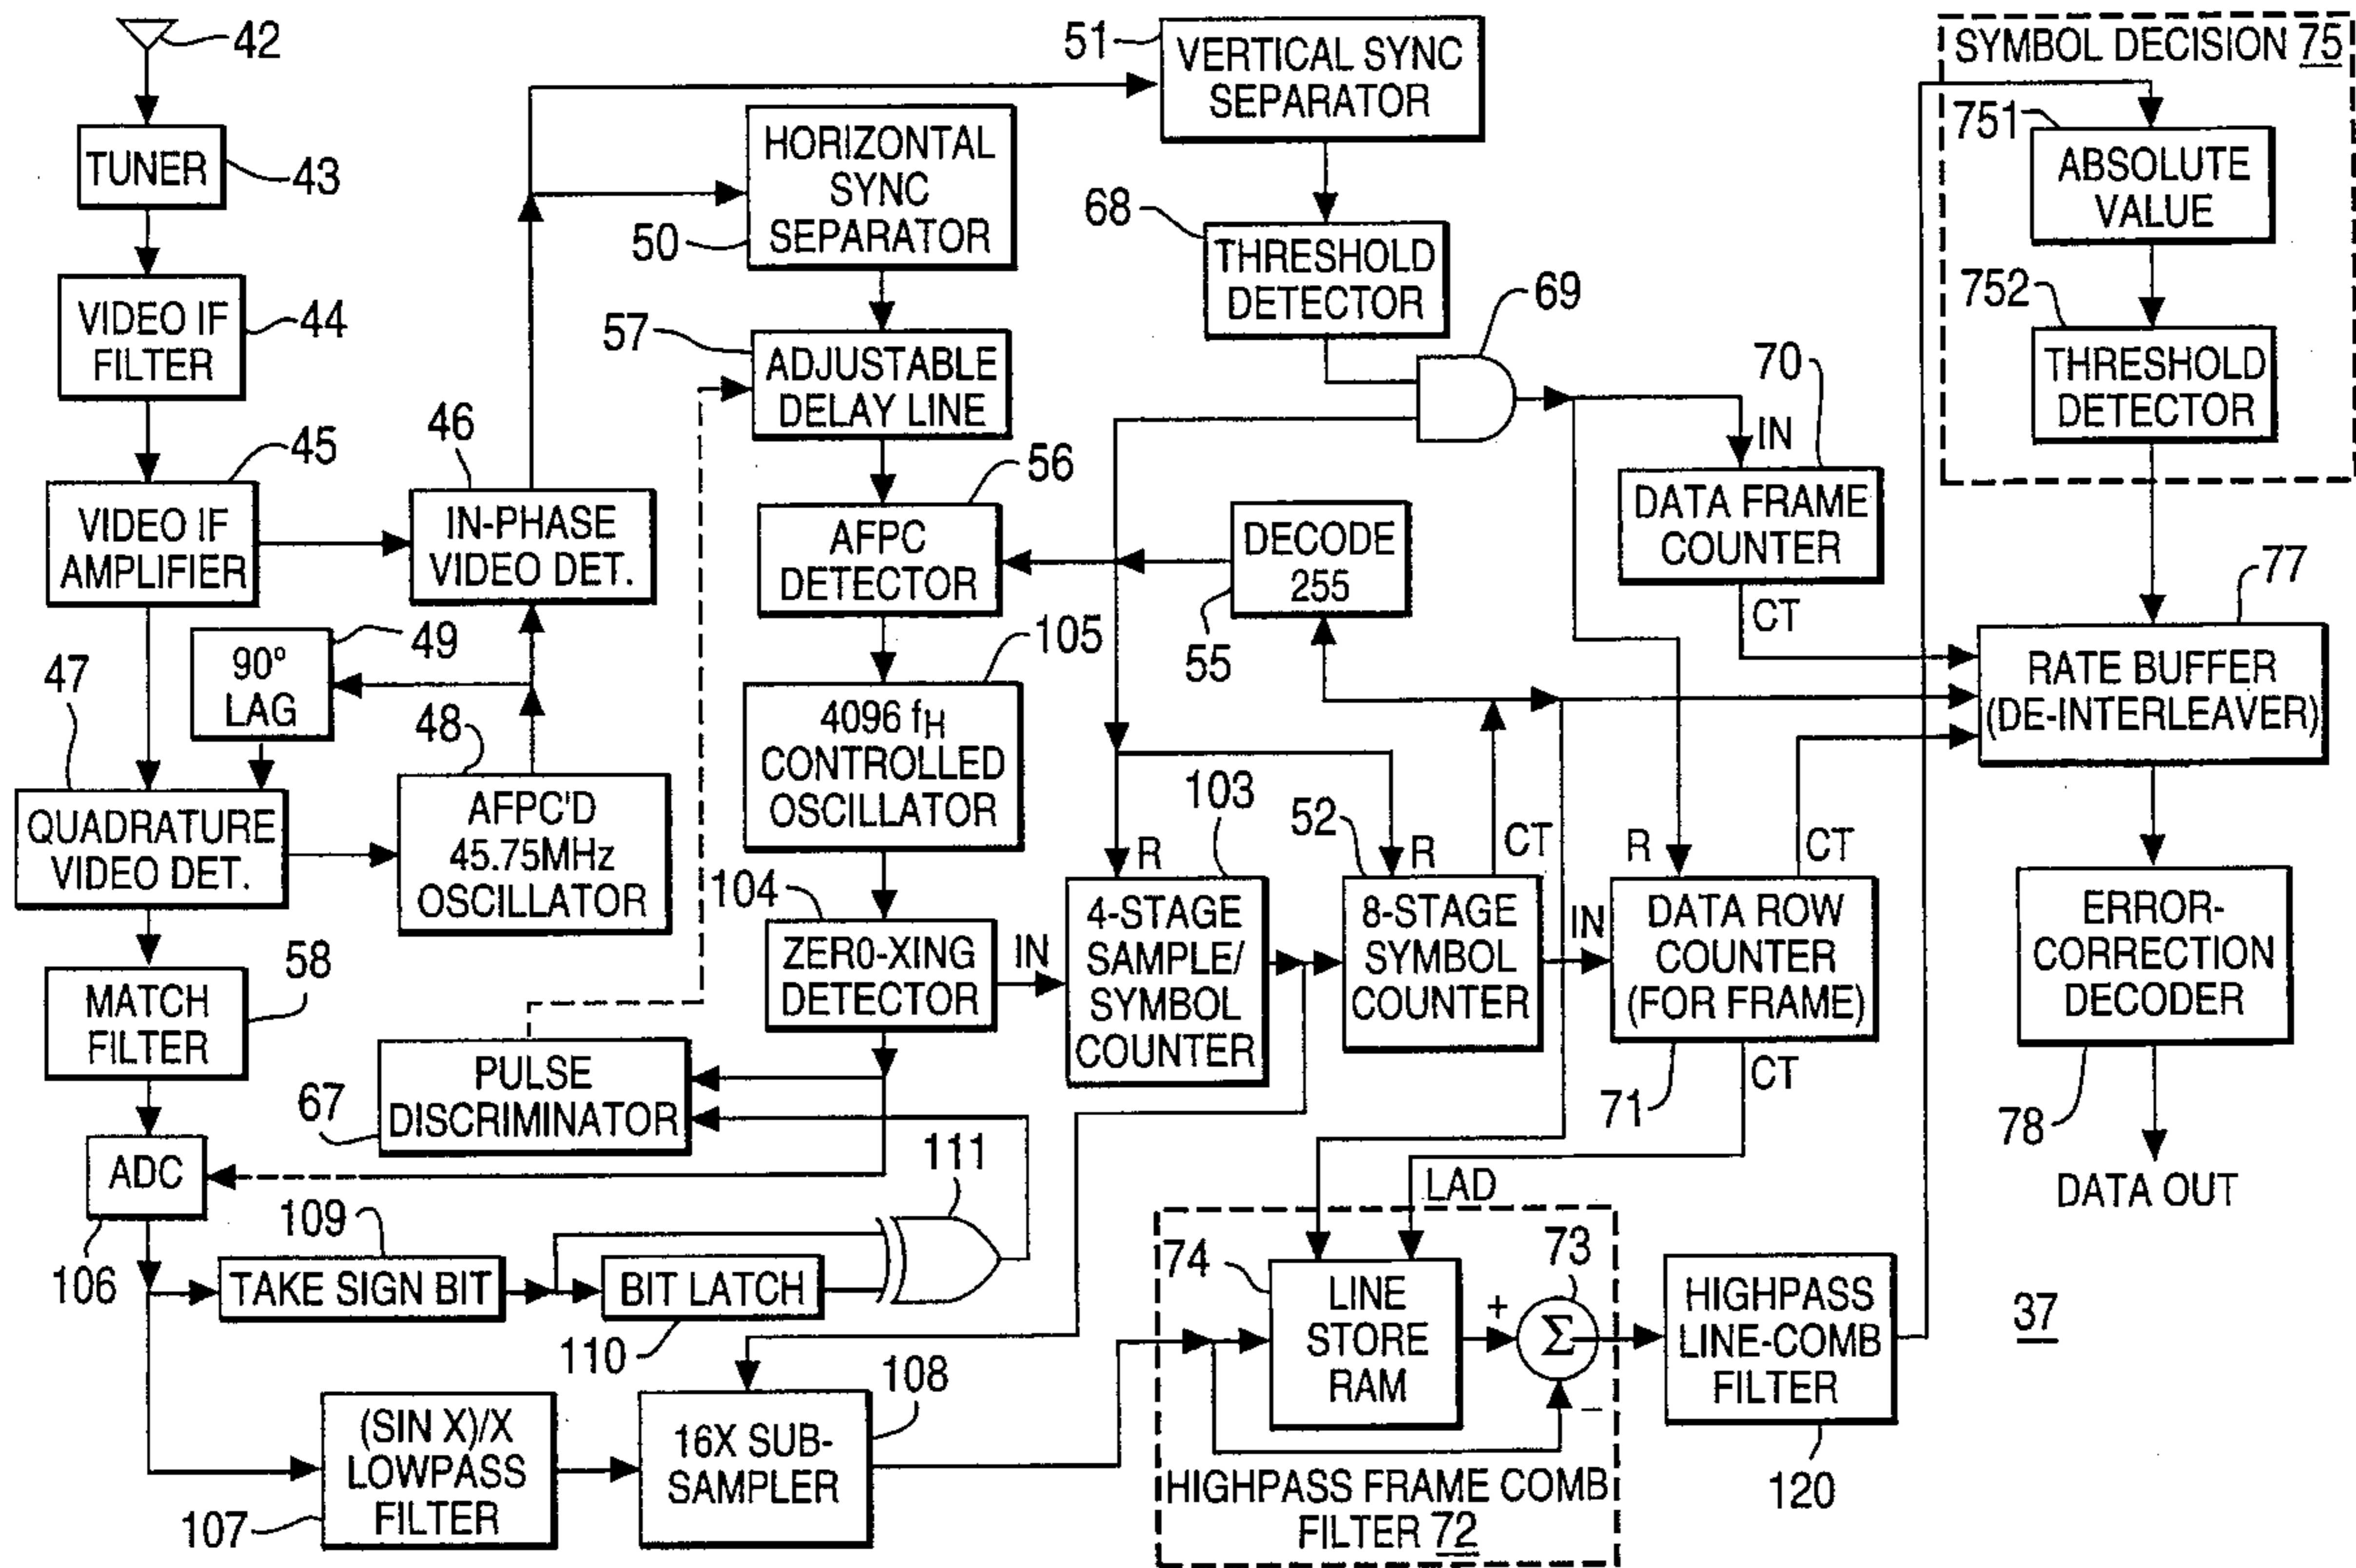 42
TUNER
43
VIDEO IF
FILTER
44
45
VIDEO IF
AMPLIFIER
46
IN-PHASE
VIDEO DET.
49
90°
LAG
47
QUADRATURE
VIDEO DET.
48
AFPC'D
45.75MHz
OSCILLATOR
58
MATCH
FILTER
ADC
106
109
TAKE SIGN BIT
BIT LATCH
110
111
67
PULSE
DISCRIMINATOR
(SIN X)/X
LOWPASS
FILTER
107
16X SUB-
SAMPLER
108
HORIZONTAL
SYNC
SEPARATOR
50
57
ADJUSTABLE
DELAY LINE
56
AFPC
DETECTOR
105
4096 fH
CONTROLLED
OSCILLATOR
104
ZER0-XING
DETECTOR
IN
51
VERTICAL SYNC
SEPARATOR
68
THRESHOLD
DETECTOR
69
DECODE
255
55
70
IN
DATA FRAME
COUNTER
CT
103
R
4-STAGE
SAMPLE/
SYMBOL
COUNTER
52
R
CT
8-STAGE
SYMBOL
COUNTER
IN
R
CT
DATA ROW
COUNTER
(FOR FRAME)
71
CT
LAD
74
LINE
STORE
RAM
73
+
Σ
−
HIGHPASS FRAME COMB
FILTER 72
HIGHPASS
LINE-COMB
FILTER
120
SYMBOL DECISION 75
751
ABSOLUTE
VALUE
752
THRESHOLD
DETECTOR
77
RATE BUFFER
(DE-INTERLEAVER)
ERROR-
CORRECTION
DECODER
78
DATA OUT
37